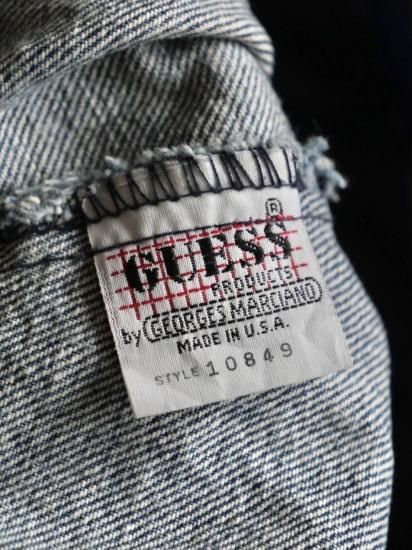 ®
GUESS
PRODUCTS
by GEORGES MARCIANO
MADE IN U.S.A.
STYLE 10849